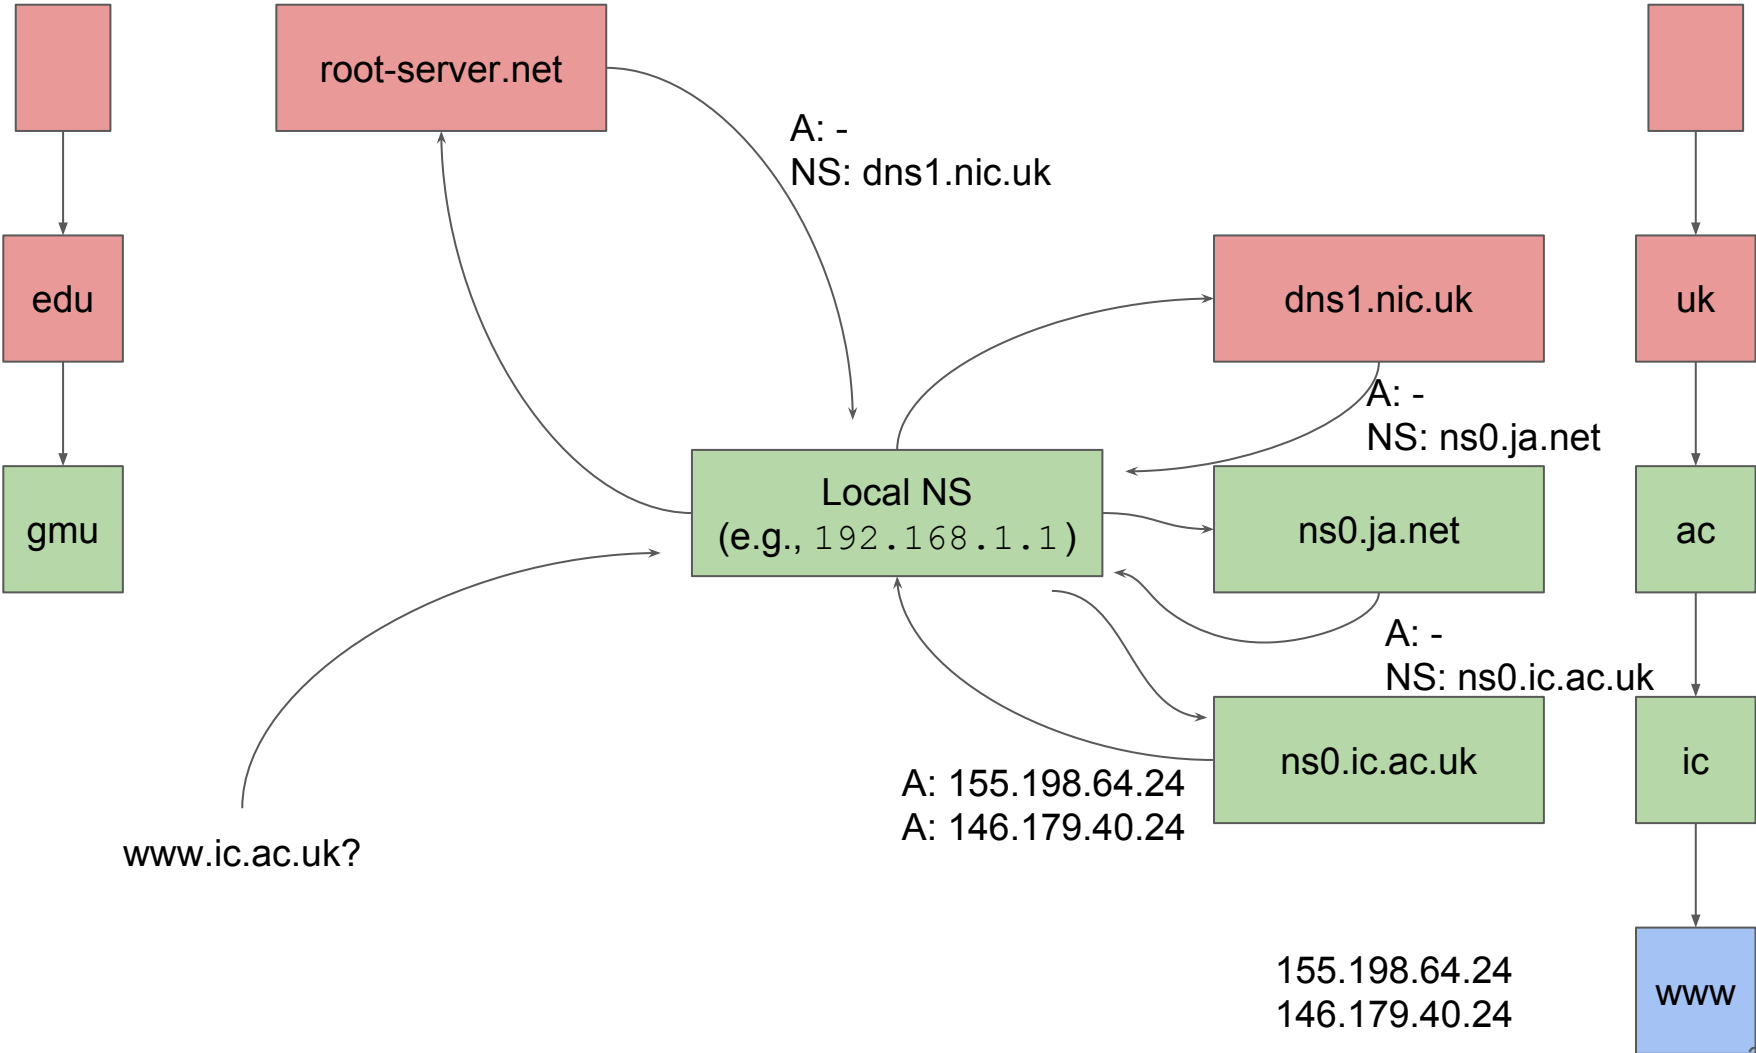 root-server.net
A: -
NS: dns1.nic.uk
edu
dns1.nic.uk
uk
A: -
NS: ns0.ja.net
gmu
Local NS
(e.g., 192.168.1.1)
ns0.ja.net
ac
A: -
NS: ns0.ic.ac.uk
ns0.ic.ac.uk
ic
A: 155.198.64.24
A: 146.179.40.24
www.ic.ac.uk?
155.198.64.24
146.179.40.24
www